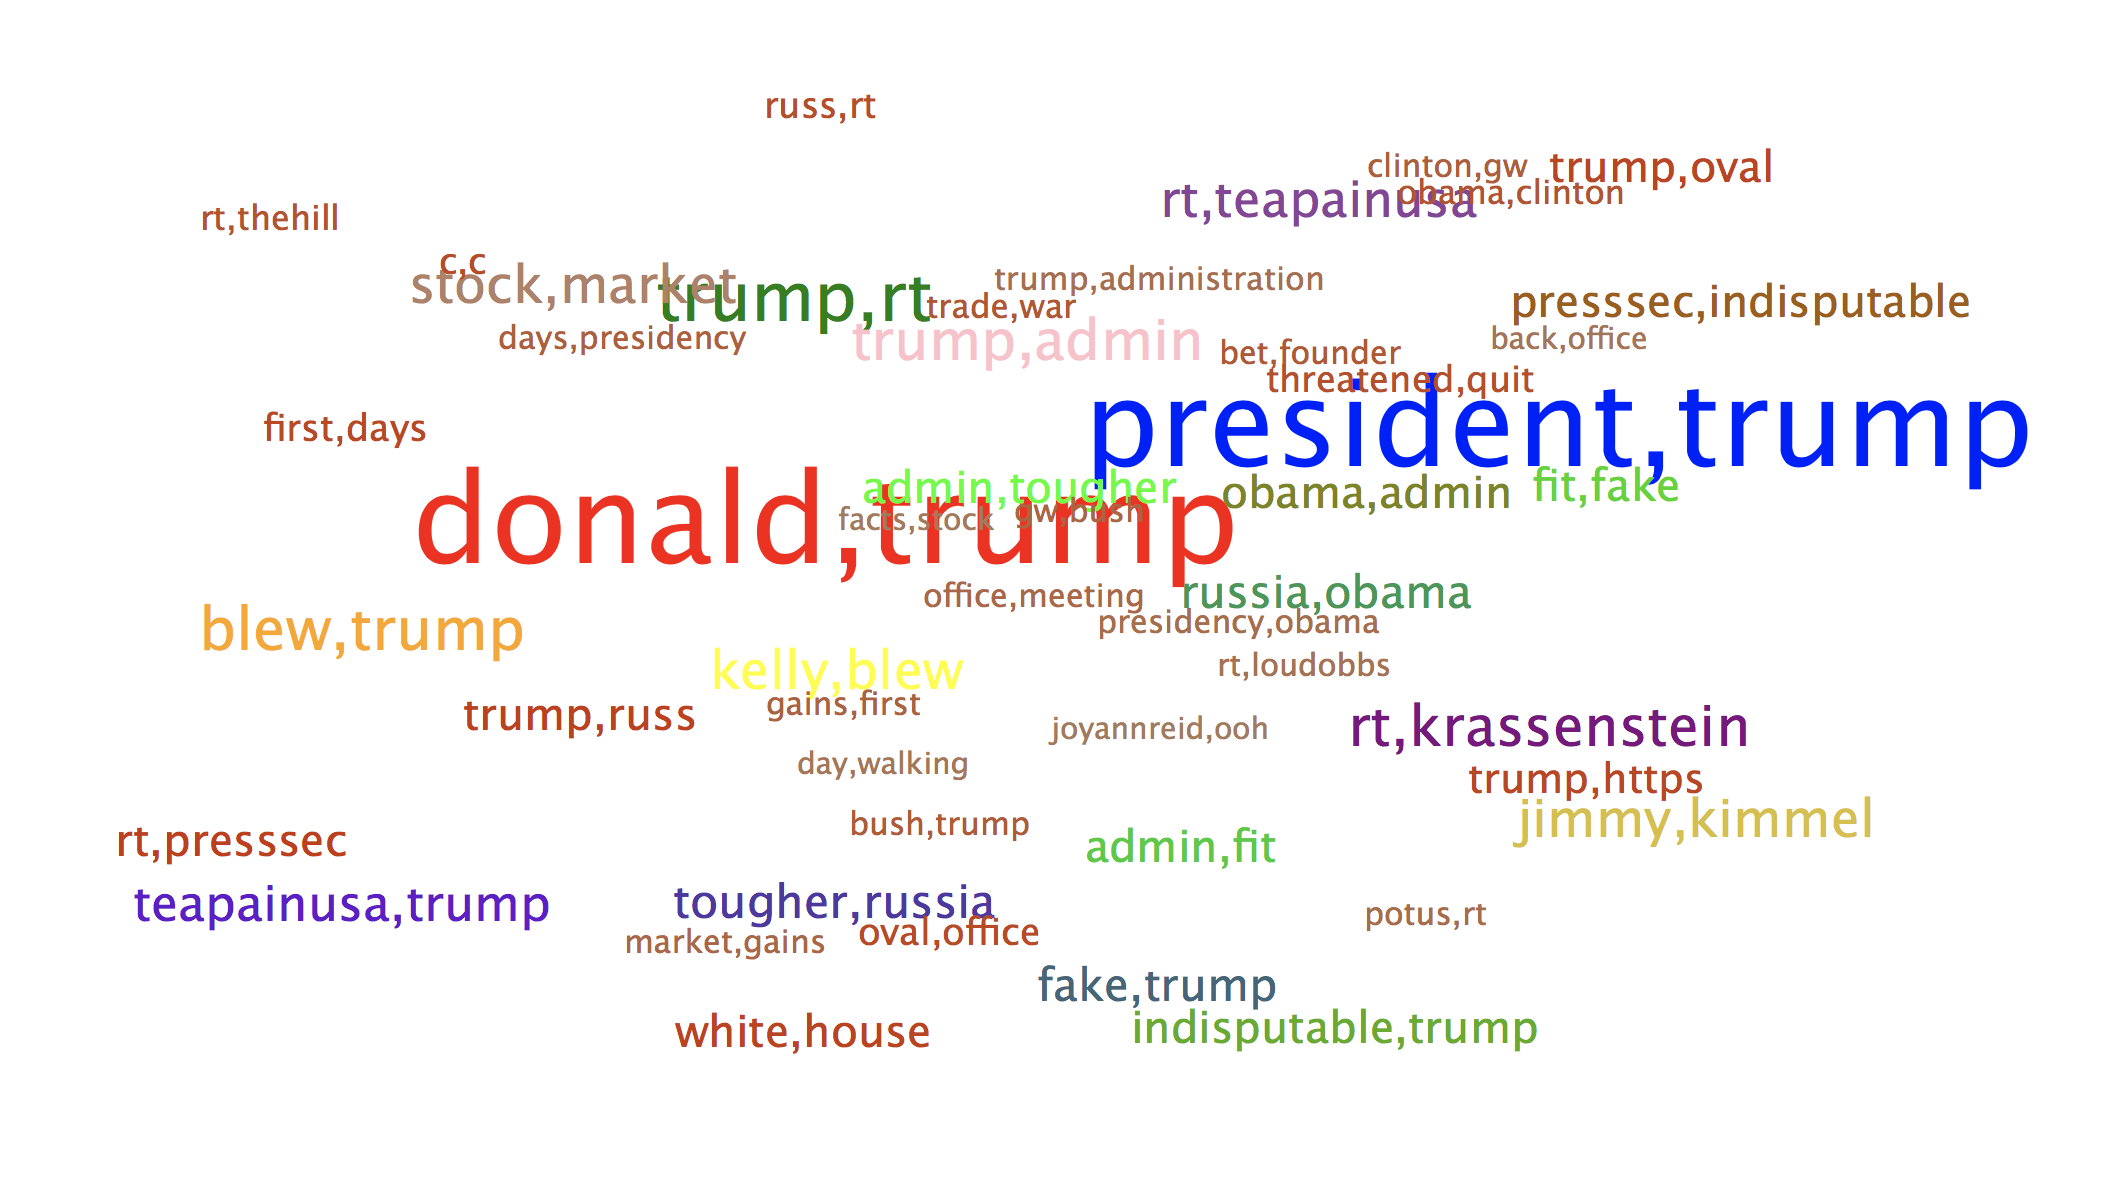 russ,rt
clinton,gw
trump,oval
obama,clinton
rt,teapainusa
rt,thehill
c,c
stock,market
trump,rt
trump,administration
trade,war
presssec,indisputable
days,presidency
trump,admin
back,office
bet,founder
threatened,quit
first,days
president,trump
admin,tougher
obama,admin
fit,fake
facts,stock
gw,bush
donald,trump
office,meeting
russia,obama
presidency,obama
blew,trump
kelly,blew
rt,loudobbs
gains,first
trump,russ
joyannreid,ooh
rt,krassenstein
day,walking
trump,https
jimmy,kimmel
bush,trump
rt,presssec
admin,fit
teapainusa,trump
tougher,russia
potus,rt
market,gains
oval,office
fake,trump
white,house
indisputable,trump